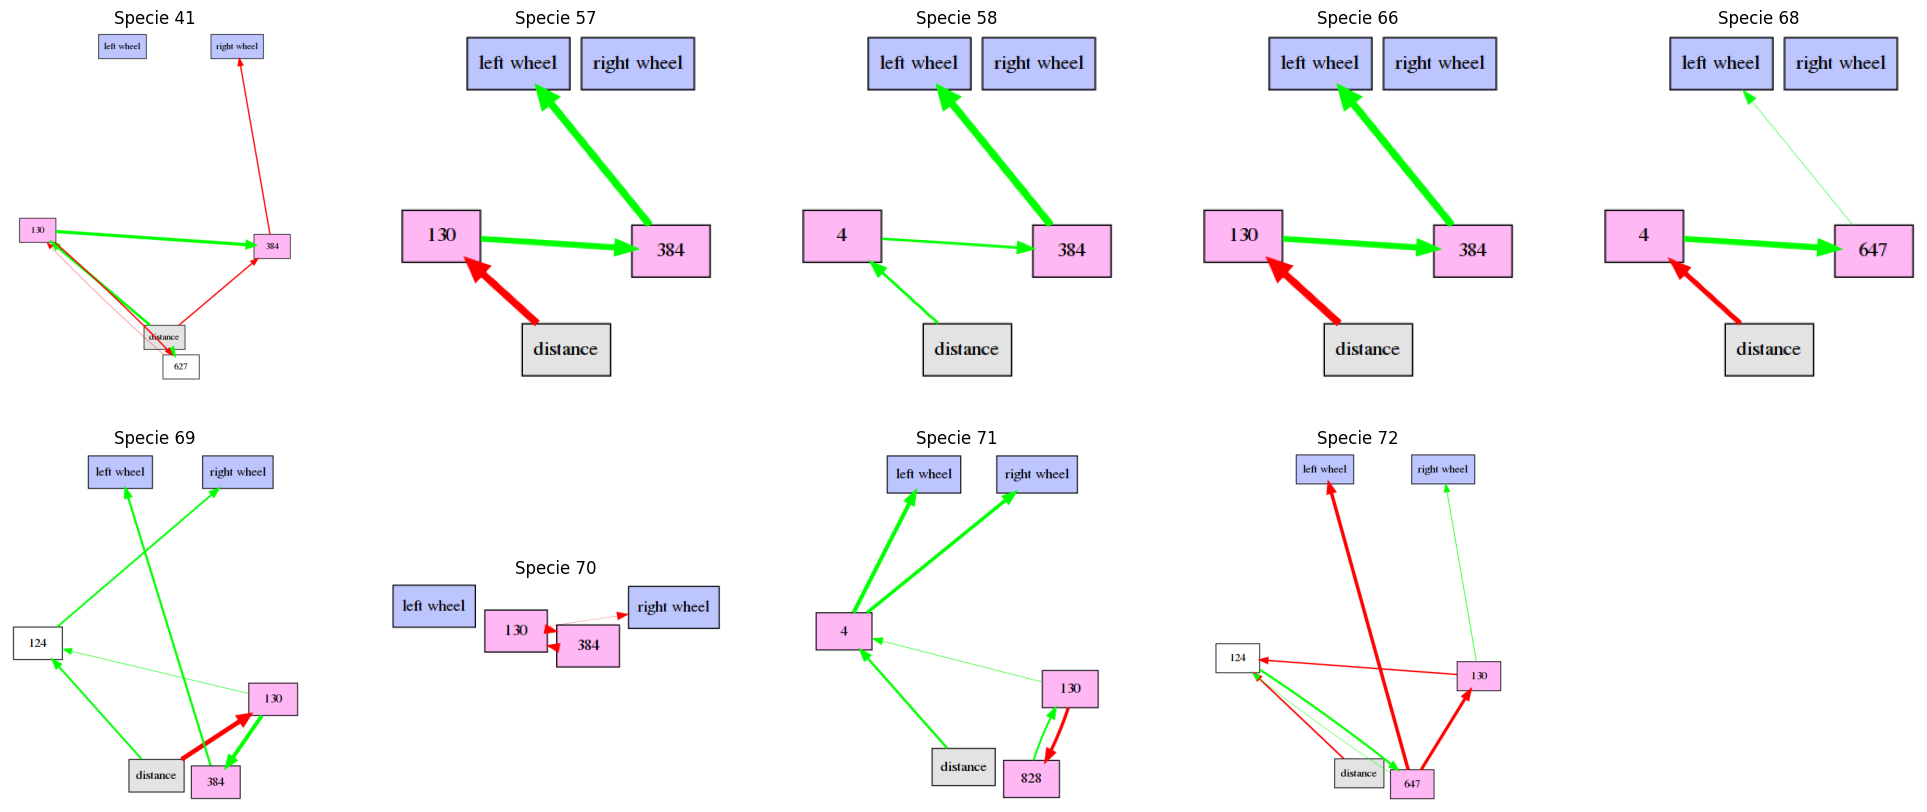 Specie 41
left wheel
right wheel
130
384
distance
627
Specie 57
left wheel
right wheel
130
384
distance
Specie 58
left wheel
right wheel
4
384
distance
Specie 66
left wheel
right wheel
130
384
distance
Specie 68
left wheel
right wheel
4
647
distance
Specie 69
left wheel
right wheel
124
130
distance
384
Specie 70
left wheel
130
384
right wheel
Specie 71
left wheel
right wheel
4
130
distance
828
Specie 72
left wheel
right wheel
124
130
distance
647